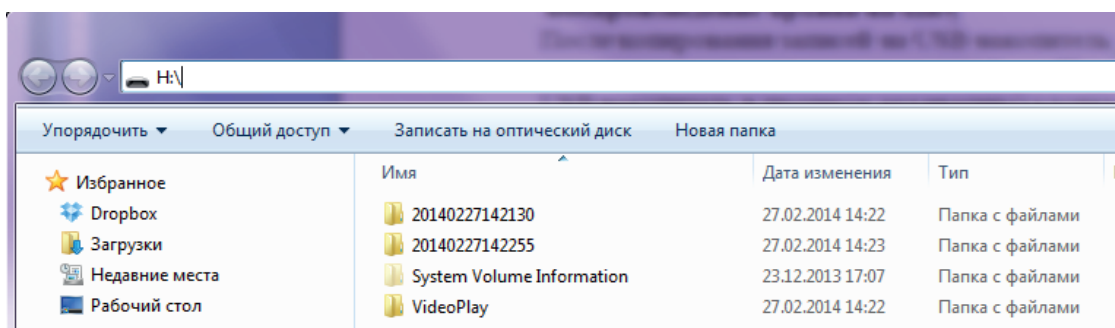 H:\
Упорядочить Общий доступ Записать на оптический диск Новая папка
Избранное
Dropbox
Загрузки
Недавние места
Рабочий стол
Имя Дата изменения Тип
20140227142130 27.02.2014 14:22 Папка с файлами
20140227142255 27.02.2014 14:23 Папка с файлами
System Volume Information 23.12.2013 17:07 Папка с файлами
VideoPlay 27.02.2014 14:22 Папка с файлами